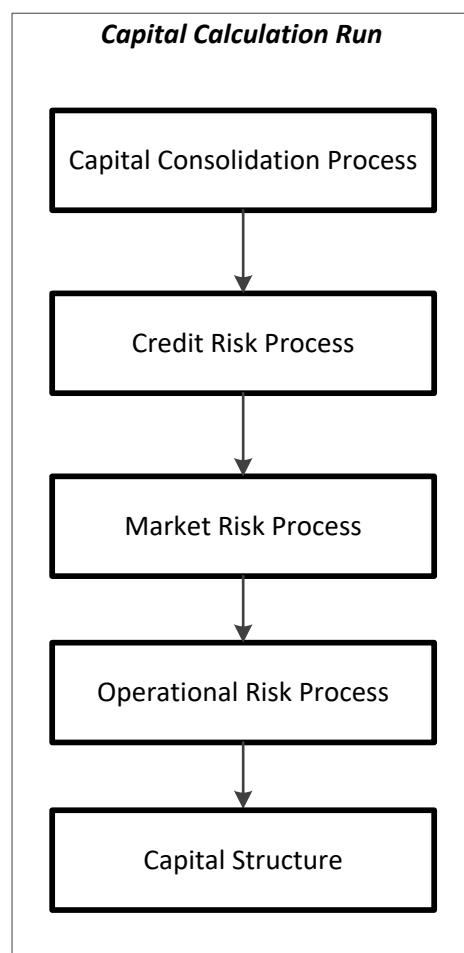 Capital Calculation Run
Capital Consolidation Process
Credit Risk Process
Market Risk Process
Operational Risk Process
Capital Structure